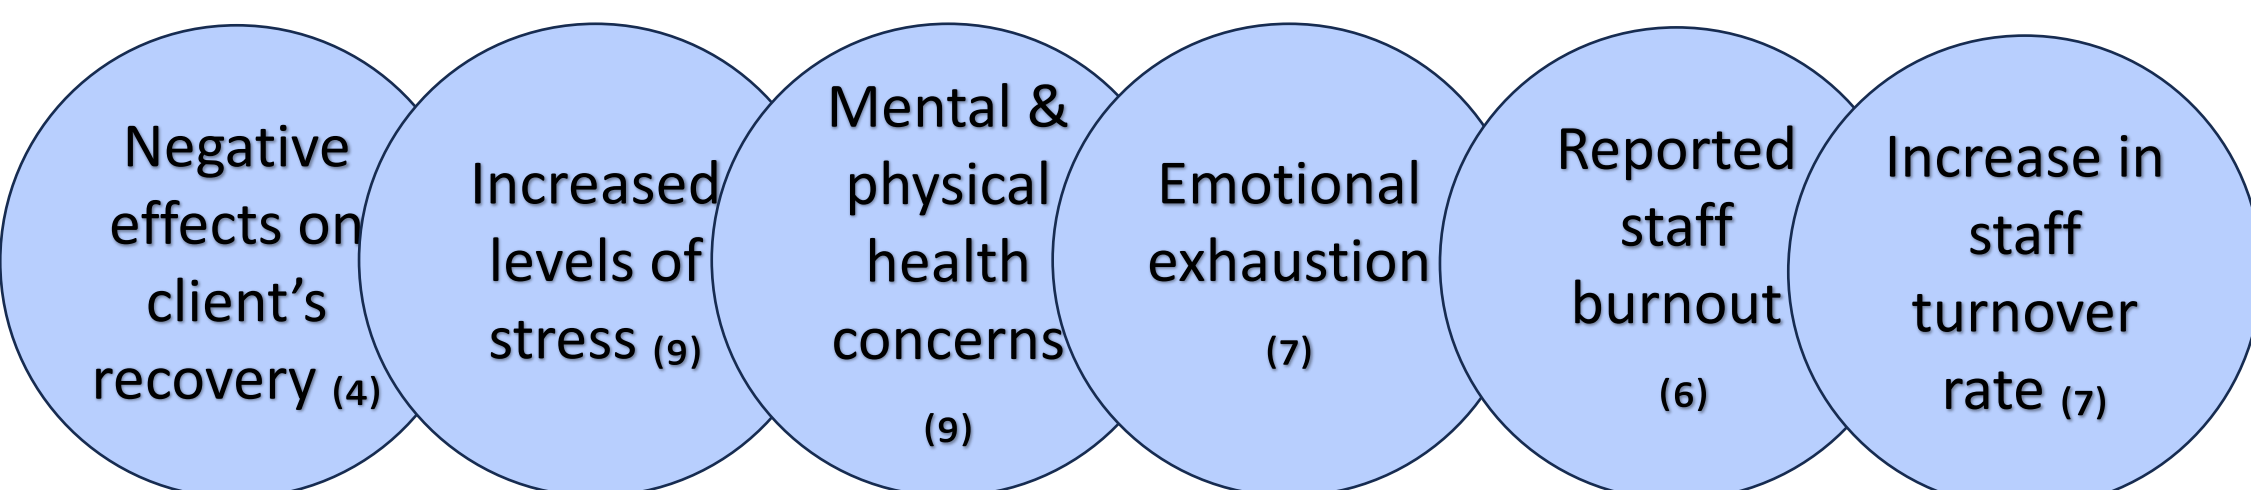 Negative
effects on
client’s
recovery (4)
Increased
levels of
stress (9)
Mental &
physical
health
concerns
(9)
Emotional
exhaustion
(7)
Reported
staff
burnout
(6)
Increase in
staff
turnover
rate (7)